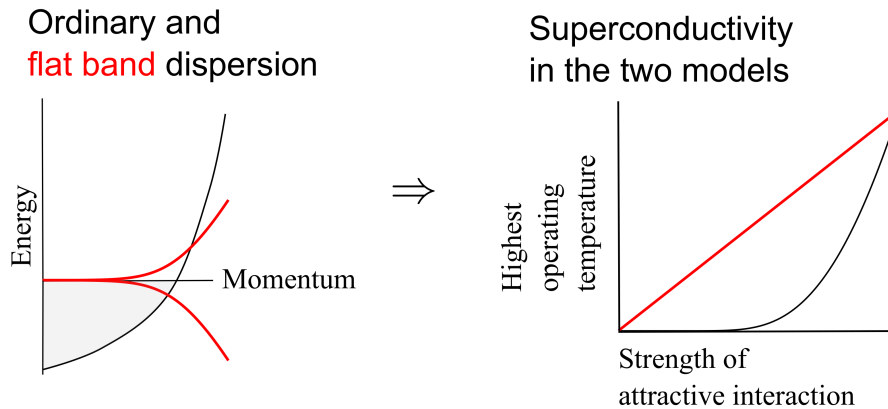 Ordinary and
flat band dispersion
Energy
Momentum
⇒
Superconductivity
in the two models
Highest
operating
temperature
Strength of
attractive interaction